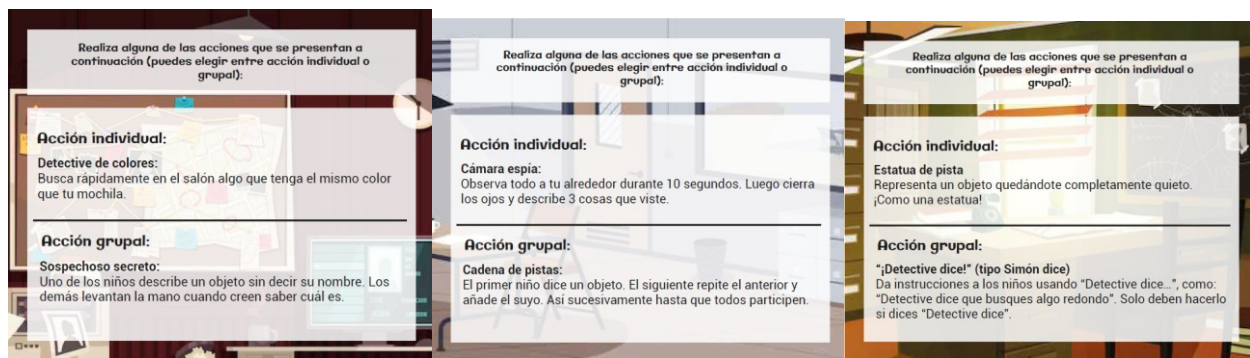 Realiza alguna de las acciones que se presentan a
continuación (puedes elegir entre acción individual o
grupal):
Acción individual:
Detective de colores:
Busca rápidamente en el salón algo que tenga el mismo color
que tu mochila.
Acción grupal:
Sospechoso secreto:
Uno de los niños describe un objeto sin decir su nombre. Los
demás levantan la mano cuando creen saber cuál es.
Realiza alguna de las acciones que se presentan a
continuación (puedes elegir entre acción individual o
grupal):
Acción individual:
Cámara espía:
Observa todo a tu alrededor durante 10 segundos. Luego cierra
los ojos y describe 3 cosas que viste.
Acción grupal:
Cadena de pistas:
El primer niño dice un objeto. El siguiente repite el anterior y
añade el suyo. Así sucesivamente hasta que todos participen.
Realiza alguna de las acciones que se presentan a
continuación (puedes elegir entre acción individual o
grupal):
Acción individual:
Estatua de pista
Representa un objeto quedándote completamente quieto.
¡Como una estatua!
Acción grupal:
"¡Detective dice!" (tipo Simón dice)
Da instrucciones a los niños usando "Detective dice…", como:
"Detective dice que busques algo redondo". Solo deben hacerlo
si dices "Detective dice".